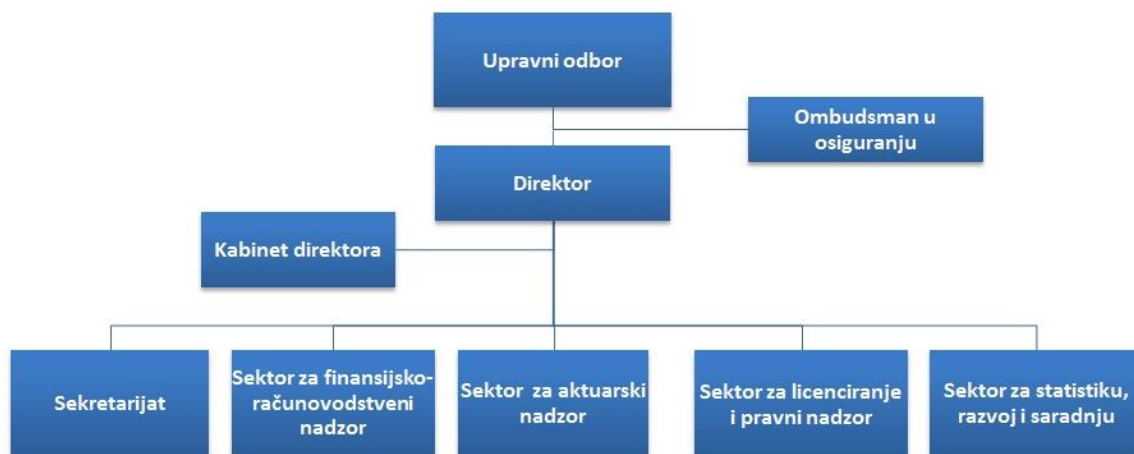 Upravni odbor
Ombudsman u
osiguranju
Direktor
Kabinet direktora
Sekretarijat
Sektor za finansijsko-
računovodstveni
nadzor
Sektor za aktuarski
nadzor
Sektor za licenciranje
i pravni nadzor
Sektor za statistiku,
razvoj i saradnju